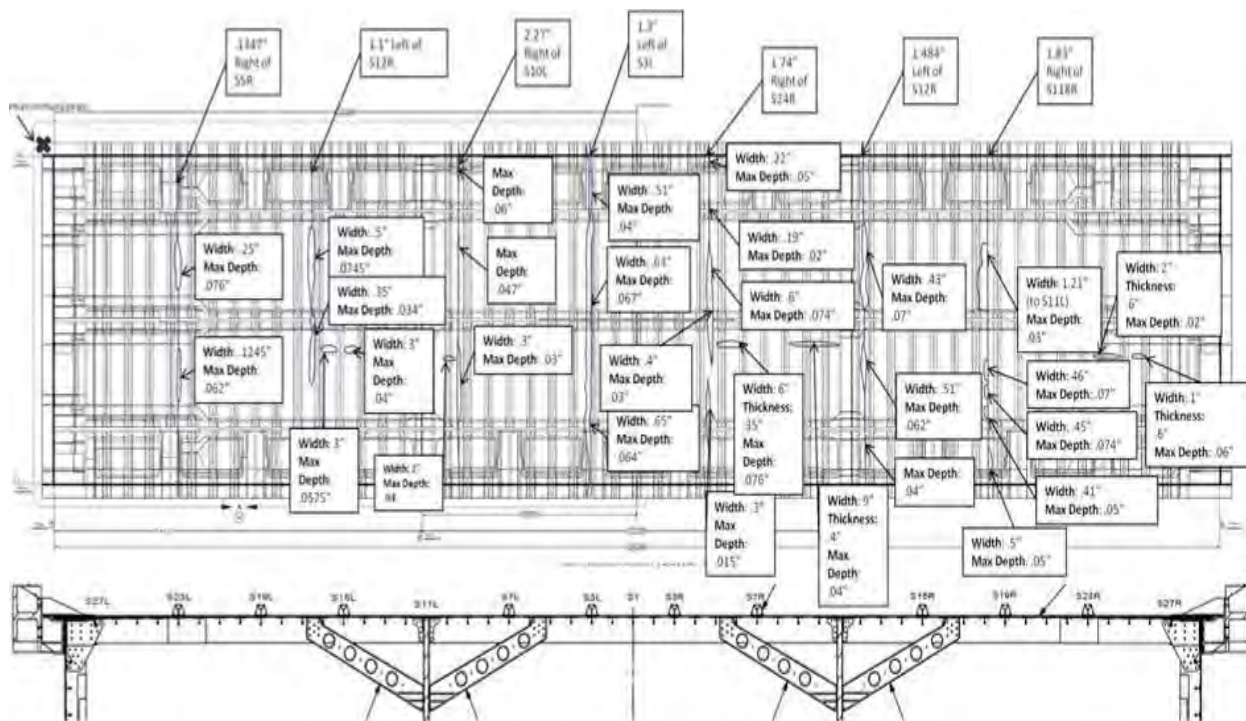 .1347"
Right of
S5R
1.1" Left of
S12R
2.27"
Right of
S10L
1.3"
Left of
S3L
1.74"
Right of
S24R
1.484"
Left of
S12R
1.83"
Right of
S118R
Width: .22"
Max Depth: .05"
Max
Depth:
.06"
Width: .51"
Max Depth:
.04"
Width: .19"
Max Depth:
.02"
Width: .25"
Max Depth:
.076"
Width: .5"
Max Depth:
.0745"
Max
Depth:
.047"
Max Depth:
.067"
Width: .6"
Max Depth:
.074"
Width: .43"
Max Depth:
.07"
Width: 1.21"
(to S11L)
Max Depth:
.03"
Width: 2"
Thickness:
.6"
Max Depth: .02"
Width: .35"
Max Depth: .034"
Width: .1245"
Max Depth:
.062"
Width: 3"
Max
Depth:
.04"
Width: .3"
Max Depth: .03"
Width: .4"
Max Depth:
.03"
Width: .65"
Max Depth:
.064"
Width: 6"
Thickness:
.35"
Max
Depth:
.076"
Width: .51"
Max Depth:
.062"
Width: .46"
Max Depth: .07"
Width: .45"
Max Depth: .074"
Width: 1"
Thickness:
.6"
Max Depth: .06"
Width: 3"
Max
Depth:
.0575"
Max Depth:
Max Depth:
.04"
Width: .41"
Max Depth: .05"
Width: .3"
Max
Depth:
.015"
Width: 9"
Thickness:
.4"
Max
Depth:
.04"
Width: .5"
Max Depth: .05"
S27L S23L S19L S15L S11L S7L S3L S1 S3R S7R S15R S19R S27R